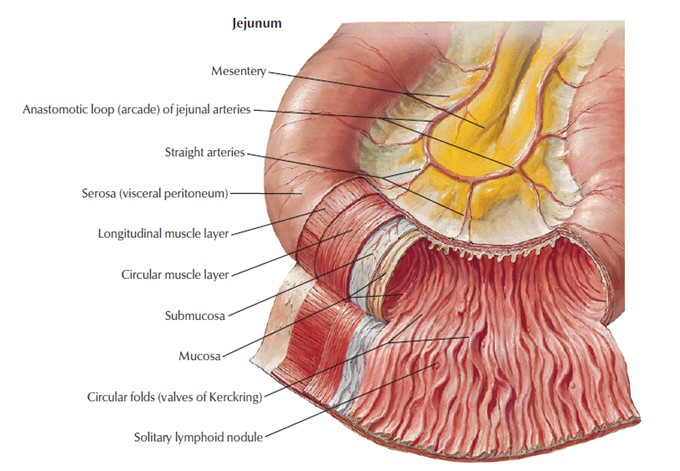 Jejunum
Mesentery
Anastomotic loop (arcade) of jejunal arteries
Straight arteries
Serosa (visceral peritoneum)
Longitudinal muscle layer
Circular muscle layer
Submucosa
Mucosa
Circular folds (valves of Kerckring)
Solitary lymphoid nodule